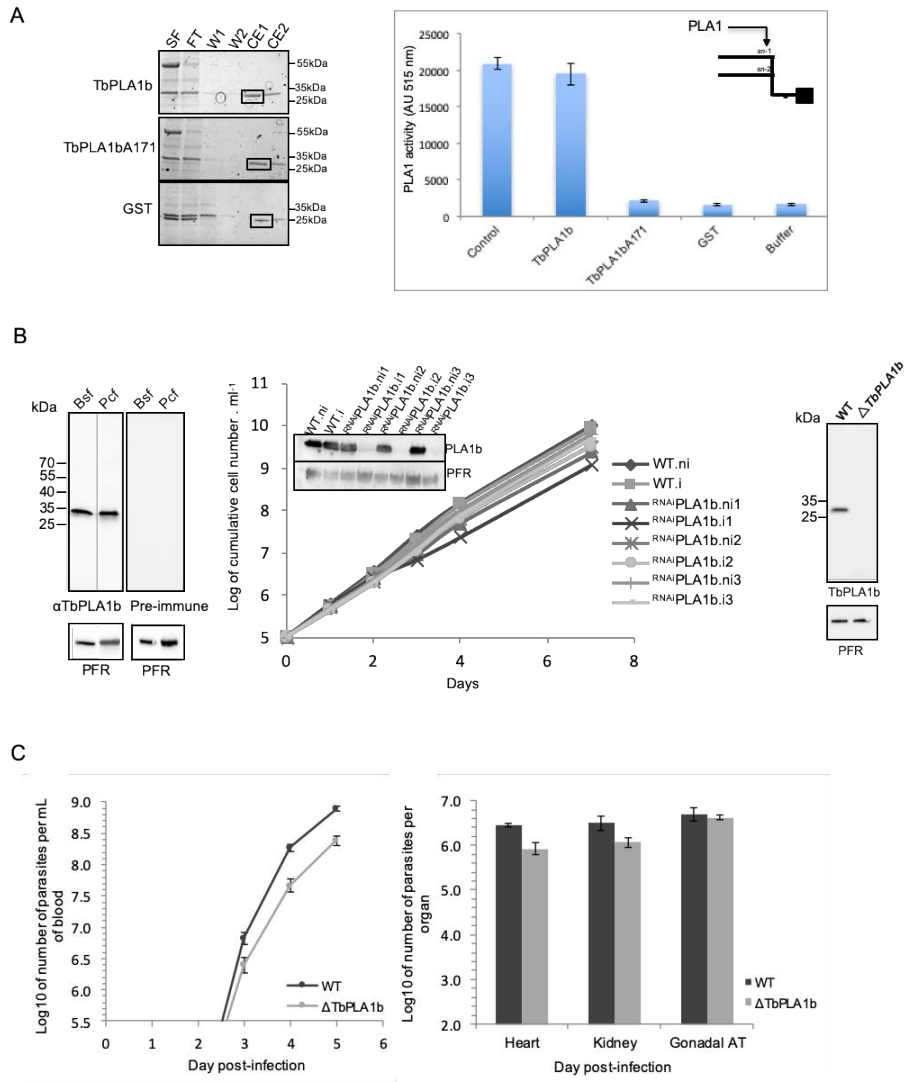 A
SF FT W1 W2 CE1 CE2
TbPLA1b
55kDa
35kDa
25kDa
TbPLA1bA171
55kDa
35kDa
25kDa
GST
35kDa
25kDa
PLA1 activity (AU 515 nm)
25000
20000
15000
10000
5000
0
Control
TbPLA1b
TbPLA1bA171
GST
Buffer
PLA1
sn-1
sn-2
B
kDa
Bsf Pcf Bsf Pcf
70
55
40
35
25
αTbPLA1b Pre-immune
PFR PFR
Log of cumulative cell number . ml-1
11
10
9
8
7
6
5
0 2 4 6 8
Days
WT.ni
WT.i
RNAiPLA1b.ni1
RNAiPLA1b.i1
RNAiPLA1b.ni2
RNAiPLA1b.i2
RNAiPLA1b.ni3
RNAiPLA1b.i3
PLA1b
PFR
WT.ni
WT.i
RNAiPLA1b.ni1
RNAiPLA1b.i1
RNAiPLA1b.ni2
RNAiPLA1b.i2
RNAiPLA1b.ni3
RNAiPLA1b.i3
kDa
WT ΔTbPLA1b
35
25
TbPLA1b
PFR
C
Log10 of number of parasites per mL
of blood
9.0
8.5
8.0
7.5
7.0
6.5
6.0
5.5
0 1 2 3 4 5 6
Day post-infection
WT
ΔTbPLA1b
Log10 of number of parasites per
organ
7.0
6.0
5.0
4.0
3.0
2.0
Heart Kidney Gonadal AT
Day post-infection
WT
ΔTbPLA1b